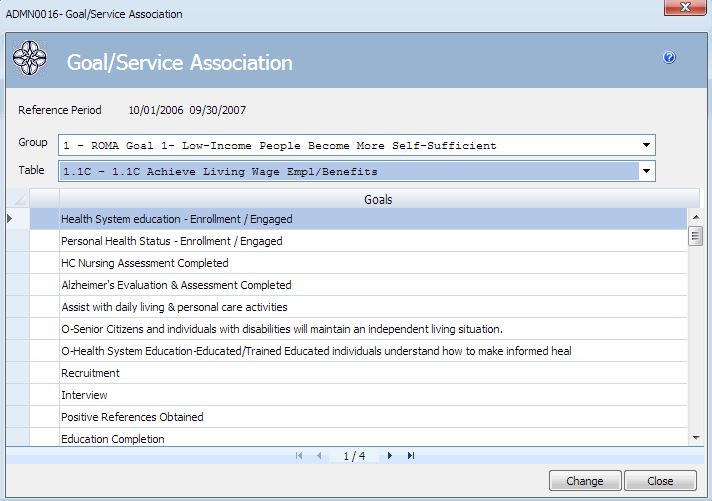 ADMN0016- Goal/Service Association
Goal/Service Association
Reference Period 10/01/2006 09/30/2007
Group 1 - ROMA Goal 1- Low-Income People Become More Self-Sufficient
Table 1.1C - 1.1C Achieve Living Wage Empl/Benefits
Goals
Health System education - Enrollment / Engaged
Personal Health Status - Enrollment / Engaged
HC Nursing Assessment Completed
Alzheimer's Evaluation & Assessment Completed
Assist with daily living & personal care activities
O-Senior Citizens and individuals with disabilities will maintain an independent living situation.
O-Health System Education-Educated/Trained Educated individuals understand how to make informed heal
Recruitment
Interview
Positive References Obtained
Education Completion
1 / 4
Change Close